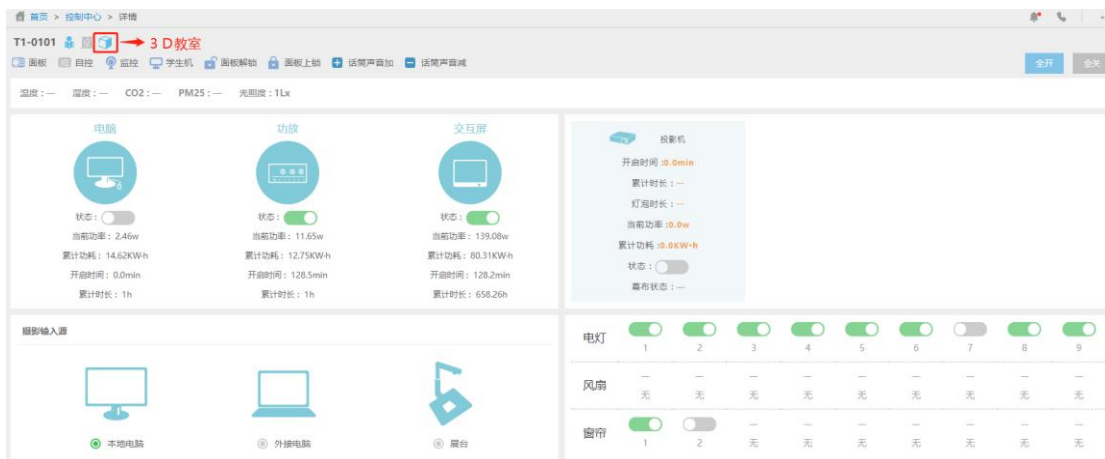 首页 > 控制中心 > 详情
T1-0101 3 D教室
面板 自控 监控 学生机 面板解锁 面板上锁 话筒声音加 话筒声音减 全开 全关
温度：— 湿度：— CO2：— PM25：— 光照度：1Lx
电脑 功放 交互屏
状态： 状态： 状态：
当前功率：2.46w 当前功率：11.65w 当前功率：139.08w
累计功耗：14.62KW·h 累计功耗：12.75KW·h 累计功耗：80.31KW·h
开启时间：0.0min 开启时间：128.5min 开启时间：128.2min
累计时长：1h 累计时长：1h 累计时长：658.26h
投影机
开启时间 :0.0min
累计时长：—
灯泡时长：—
当前功率 :0.0w
累计功耗 :0.0KW·h
状态：
幕布状态：—
摄影输入源
本地电脑 外接电脑 展台
电灯
1 2 3 4 5 6 7 8 9
风扇 — — — — — — — — —
无 无 无 无 无 无 无 无 无
窗帘 — — — — — — —
1 2 无 无 无 无 无 无 无